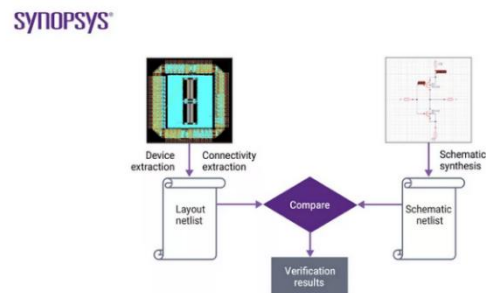 SYNOPSYS®
Device
extraction
Connectivity
extraction
Schematic
synthesis
Layout
netlist
Compare
Schematic
netlist
Verification
results